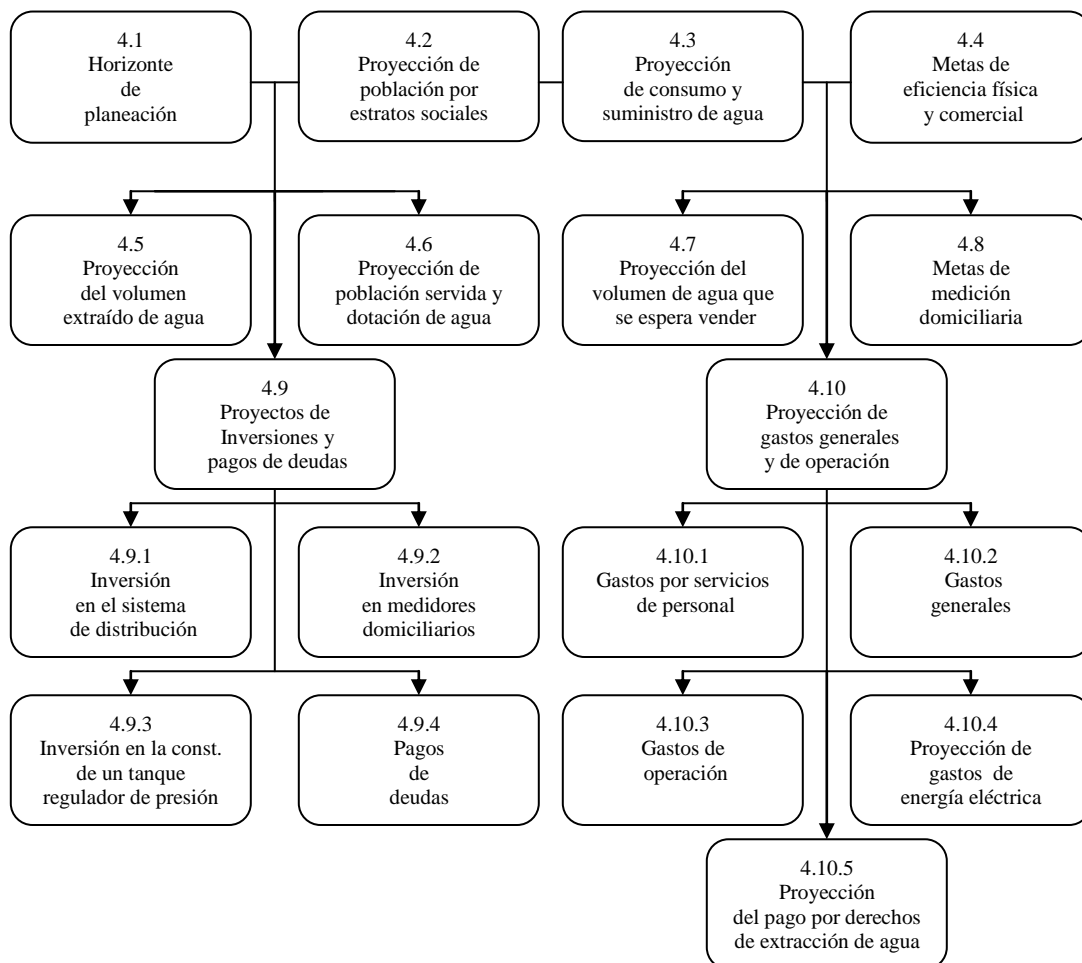 4.1
Horizonte
de
planeación
4.2
Proyección de
población por
estratos sociales
4.3
Proyección
de consumo y
suministro de agua
4.4
Metas de
eficiencia física
y comercial
4.5
Proyección
del volumen
extraído de agua
4.6
Proyección de
población servida y
dotación de agua
4.7
Proyección del
volumen de agua que
se espera vender
4.8
Metas de
medición
domiciliaria
4.9
Proyectos de
Inversiones y
pagos de deudas
4.10
Proyección de
gastos generales
y de operación
4.9.1
Inversión
en el sistema
de distribución
4.9.2
Inversión
en medidores
domiciliarios
4.10.1
Gastos por servicios
de personal
4.10.2
Gastos
generales
4.9.3
Inversión en la const.
de un tanque
regulador de presión
4.9.4
Pagos
de
deudas
4.10.3
Gastos de
operación
4.10.4
Proyección de
gastos de
energía eléctrica
4.10.5
Proyección
del pago por derechos
de extracción de agua